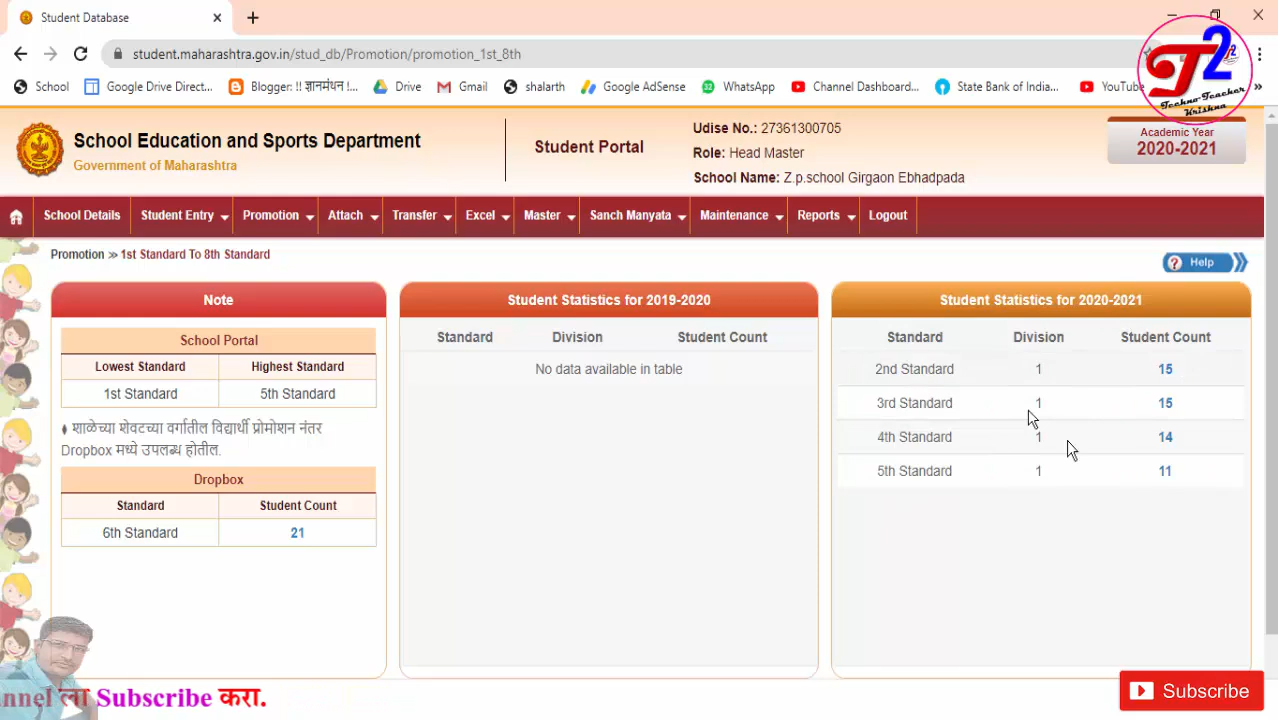 Student Database
student.maharashtra.gov.in/stud_db/Promotion/promotion_1st_8th
School Google Drive Direct... Blogger: !! ज्ञानमंथन !... Drive Gmail shalarth Google AdSense 32 WhatsApp Channel Dashboard... State Bank of India... YouTube »
T2
Techno-Teacher
Krishna
School Education and Sports Department
Government of Maharashtra
Student Portal
Udise No.: 27361300705
Role: Head Master
School Name: Z.p.school Girgaon Ebhadpada
Academic Year
2020-2021
School Details Student Entry Promotion Attach Transfer Excel Master Sanch Manyata Maintenance Reports Logout
Promotion ≫ 1st Standard To 8th Standard
? Help
Note
School Portal
Lowest Standard Highest Standard
1st Standard 5th Standard
♦ शाळेच्या शेवटच्या वर्गातील विद्यार्थी प्रोमोशन नंतर
Dropbox मध्ये उपलब्ध होतील.
Dropbox
Standard Student Count
6th Standard 21
Student Statistics for 2019-2020
Standard Division Student Count
No data available in table
Student Statistics for 2020-2021
Standard Division Student Count
2nd Standard 1 15
3rd Standard 1 15
4th Standard 1 14
5th Standard 1 11
nnel ला Subscribe करा.
Subscribe